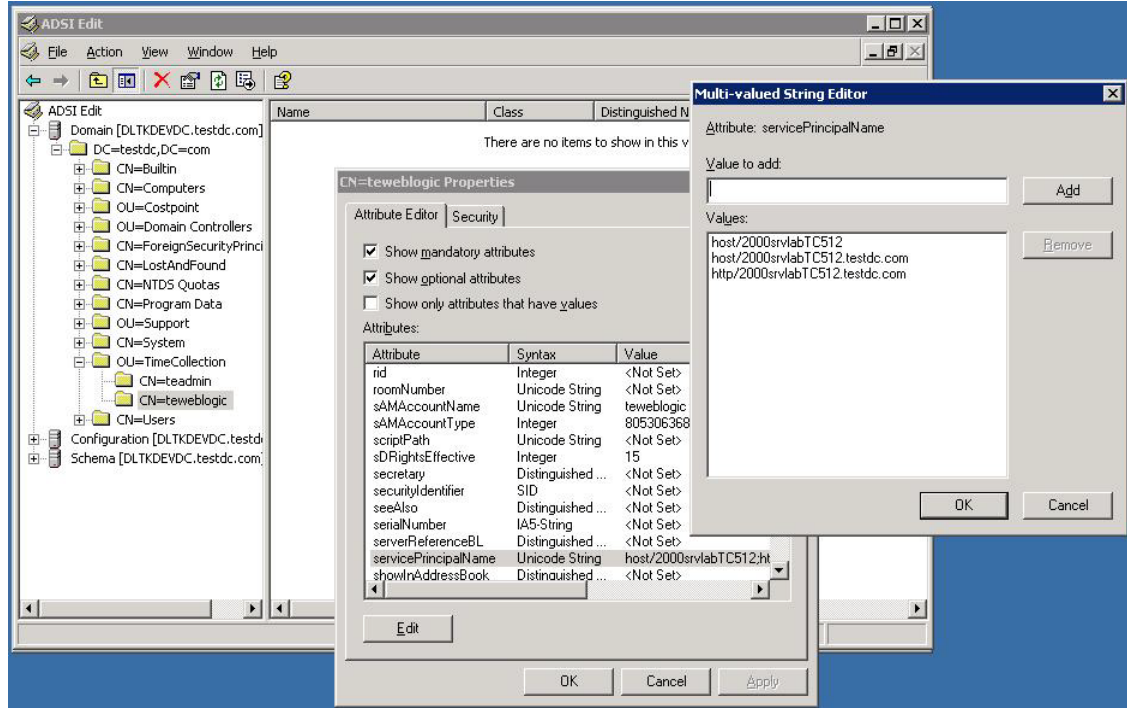 ADSI Edit
File Action View Window Help
ADSI Edit
Domain [DLTKDEVDC.testdc.com]
DC=testdc,DC=com
CN=Builtin
CN=Computers
OU=Costpoint
OU=Domain Controllers
CN=ForeignSecurityPrinci
CN=LostAndFound
CN=NTDS Quotas
CN=Program Data
OU=Support
CN=System
OU=TimeCollection
CN=teadmin
CN=teweblogic
CN=Users
Configuration [DLTKDEVDC.testd
Schema [DLTKDEVDC.testdc.com]
Name Class Distinguished N
There are no items to show in this v
CN=teweblogic Properties
Attribute Editor Security
Show mandatory attributes
Show optional attributes
Show only attributes that have values
Attributes:
Attribute Syntax Value
rid Integer <Not Set>
roomNumber Unicode String <Not Set>
sAMAccountName Unicode String teweblogic
sAMAccountType Integer 805306368
scriptPath Unicode String <Not Set>
sDRightsEffective Integer 15
secretary Distinguished ... <Not Set>
securityIdentifier SID <Not Set>
seeAlso Distinguished ... <Not Set>
serialNumber IA5-String <Not Set>
serverReferenceBL Distinguished ... <Not Set>
servicePrincipalName Unicode String host/2000srvlabTC512;ht
showInAddressBook Distinguished ... <Not Set>
Edit
OK Cancel Apply
Multi-valued String Editor
Attribute: servicePrincipalName
Value to add:
Add
Values:
host/2000srvlabTC512
host/2000srvlabTC512.testdc.com
http/2000srvlabTC512.testdc.com
Remove
OK Cancel